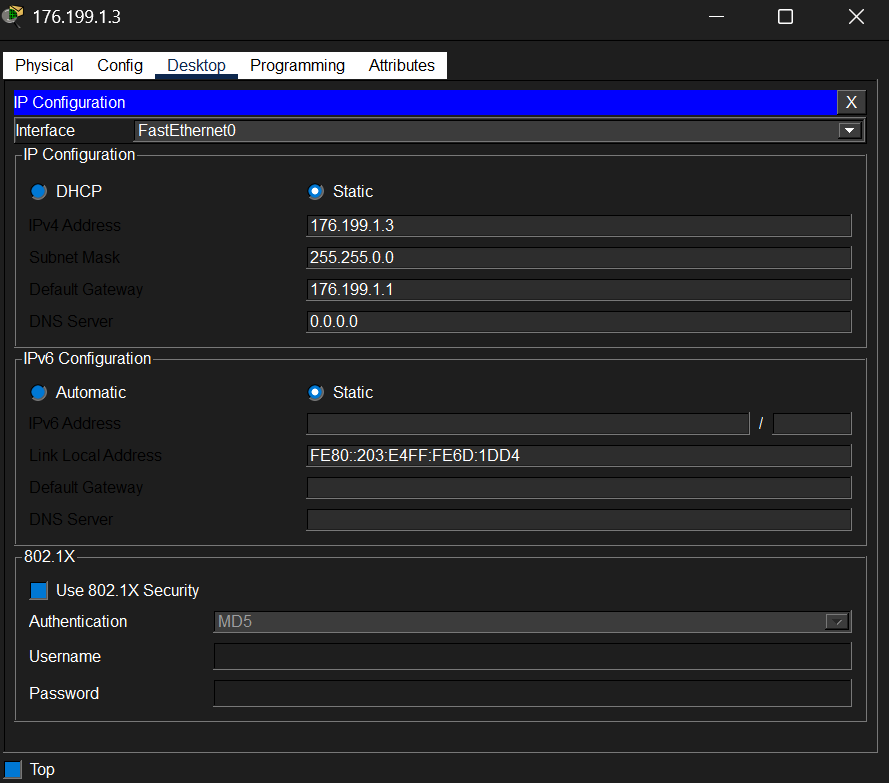 176.199.1.3
Physical Config Desktop Programming Attributes
IP Configuration X
Interface FastEthernet0
IP Configuration
DHCP Static
IPv4 Address 176.199.1.3
Subnet Mask 255.255.0.0
Default Gateway 176.199.1.1
DNS Server 0.0.0.0
IPv6 Configuration
Automatic Static
IPv6 Address /
Link Local Address FE80::203:E4FF:FE6D:1DD4
Default Gateway
DNS Server
802.1X
Use 802.1X Security
Authentication MD5
Username
Password
Top